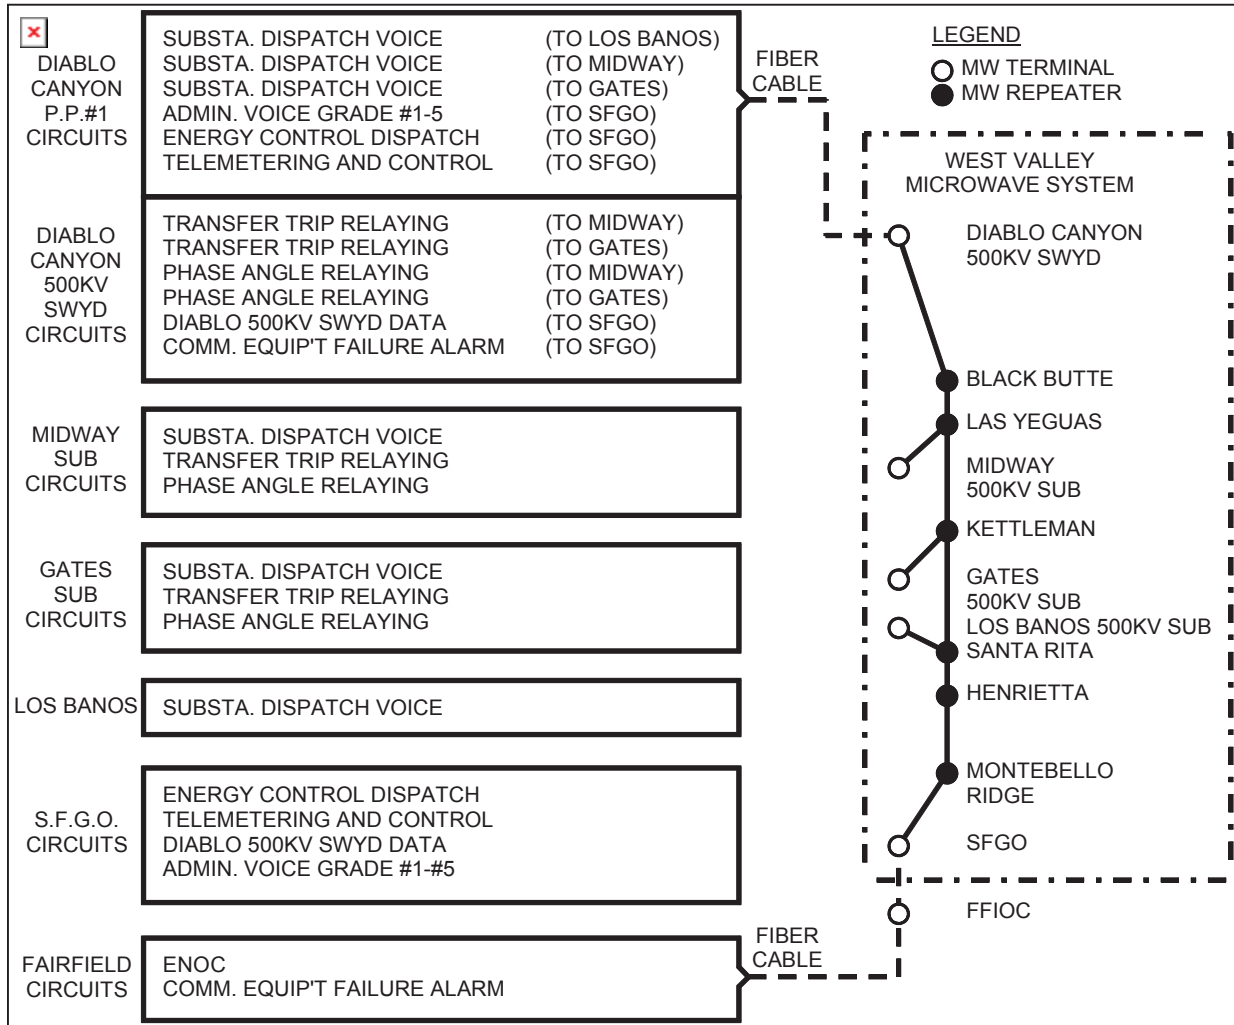 DIABLO
CANYON
P.P.#1
CIRCUITS
SUBSTA. DISPATCH VOICE (TO LOS BANOS)
SUBSTA. DISPATCH VOICE (TO MIDWAY)
SUBSTA. DISPATCH VOICE (TO GATES)
ADMIN. VOICE GRADE #1-5 (TO SFGO)
ENERGY CONTROL DISPATCH (TO SFGO)
TELEMETERING AND CONTROL (TO SFGO)
FIBER
CABLE
LEGEND
MW TERMINAL
MW REPEATER
DIABLO
CANYON
500KV
SWYD
CIRCUITS
TRANSFER TRIP RELAYING (TO MIDWAY)
TRANSFER TRIP RELAYING (TO GATES)
PHASE ANGLE RELAYING (TO MIDWAY)
PHASE ANGLE RELAYING (TO GATES)
DIABLO 500KV SWYD DATA (TO SFGO)
COMM. EQUIP'T FAILURE ALARM (TO SFGO)
MIDWAY
SUB
CIRCUITS
SUBSTA. DISPATCH VOICE
TRANSFER TRIP RELAYING
PHASE ANGLE RELAYING
GATES
SUB
CIRCUITS
SUBSTA. DISPATCH VOICE
TRANSFER TRIP RELAYING
PHASE ANGLE RELAYING
LOS BANOS
SUBSTA. DISPATCH VOICE
S.F.G.O.
CIRCUITS
ENERGY CONTROL DISPATCH
TELEMETERING AND CONTROL
DIABLO 500KV SWYD DATA
ADMIN. VOICE GRADE #1-#5
FAIRFIELD
CIRCUITS
ENOC
COMM. EQUIP'T FAILURE ALARM
FIBER
CABLE
WEST VALLEY
MICROWAVE SYSTEM
DIABLO CANYON
500KV SWYD
BLACK BUTTE
LAS YEGUAS
MIDWAY
500KV SUB
KETTLEMAN
GATES
500KV SUB
LOS BANOS 500KV SUB
SANTA RITA
HENRIETTA
MONTEBELLO
RIDGE
SFGO
FFIOC